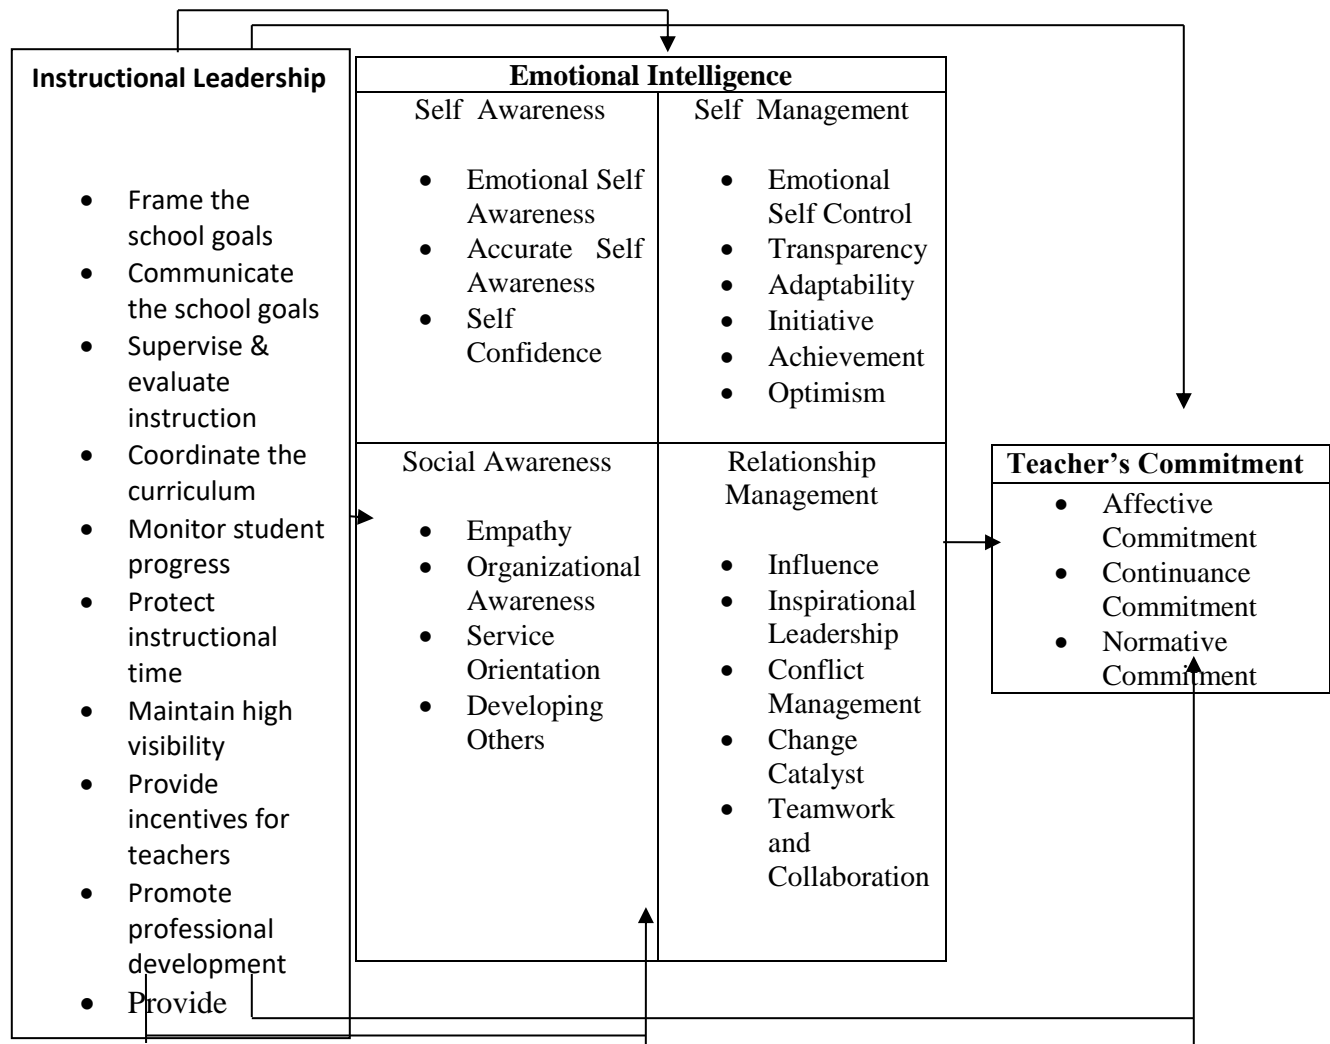 Instructional Leadership
• Frame the
school goals
• Communicate
the school goals
• Supervise &
evaluate
instruction
• Coordinate the
curriculum
• Monitor student
progress
• Protect
instructional
time
• Maintain high
visibility
• Provide
incentives for
teachers
• Promote
professional
development
• Provide
Emotional Intelligence
Self Awareness
• Emotional Self
Awareness
• Accurate Self
Awareness
• Self
Confidence
Self Management
• Emotional
Self Control
• Transparency
• Adaptability
• Initiative
• Achievement
• Optimism
Social Awareness
• Empathy
• Organizational
Awareness
• Service
Orientation
• Developing
Others
Relationship
Management
• Influence
• Inspirational
Leadership
• Conflict
Management
• Change
Catalyst
• Teamwork
and
Collaboration
Teacher’s Commitment
• Affective
Commitment
• Continuance
Commitment
• Normative
Commitment